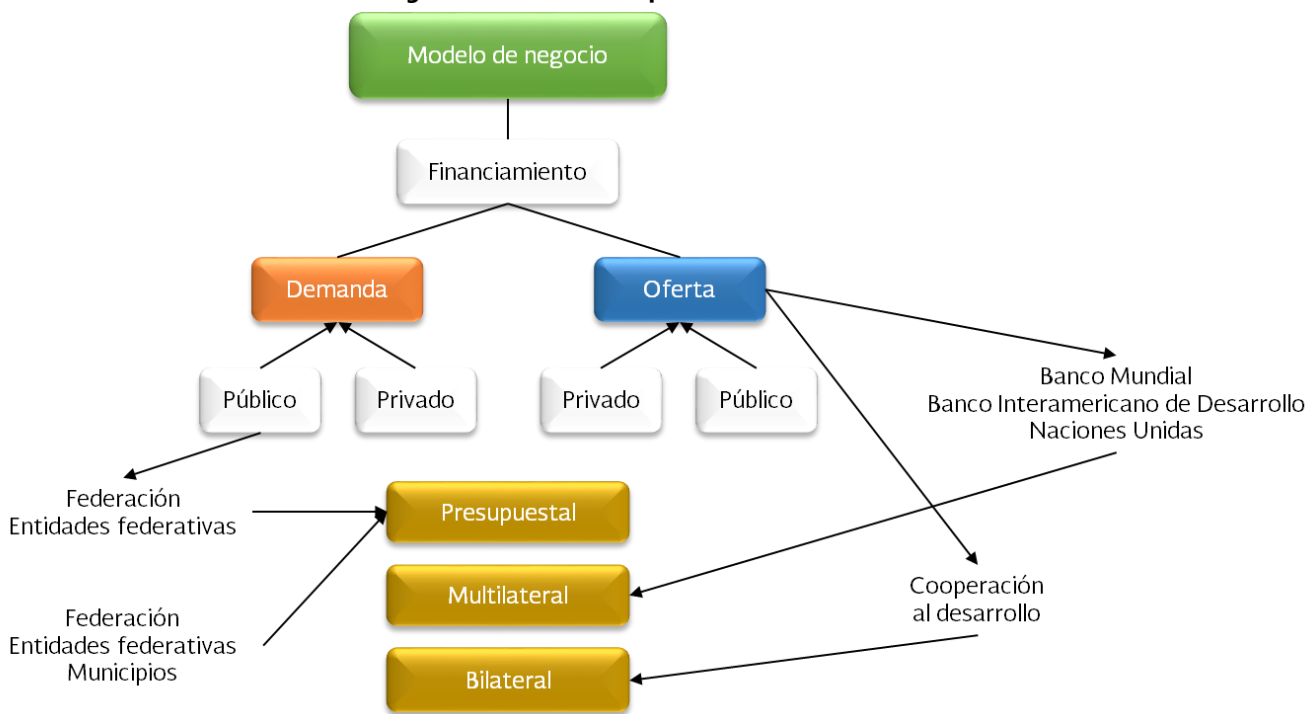 Modelo de negocio
Financiamiento
Demanda
Oferta
Público
Privado
Privado
Público
Banco Mundial
Banco Interamericano de Desarrollo
Naciones Unidas
Federación
Entidades federativas
Presupuestal
Multilateral
Cooperación
al desarrollo
Federación
Entidades federativas
Municipios
Bilateral